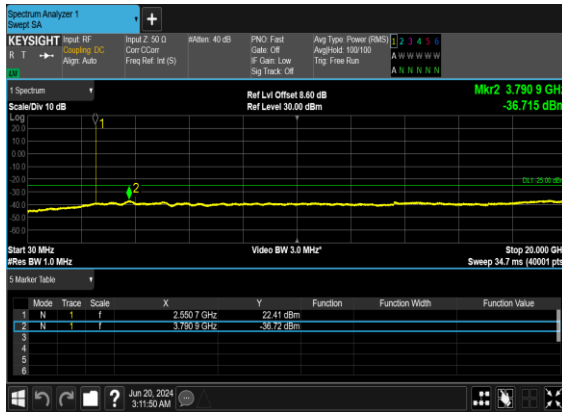 Spectrum Analyzer 1
Swept SA
+
KEYSIGHT Input: RF Input Z: 50 Ω #Atten: 40 dB PNO: Fast Avg Type: Power (RMS) 1 2 3 4 5 6
R T Coupling: DC Corr CCorr Gate: Off Avg|Hold: 100/100 A W W W W W
Align: Auto Freq Ref: Int (S) IF Gain: Low Trig: Free Run
LXI Sig Track: Off A N N N N N
1 Spectrum Ref Lvl Offset 8.60 dB Mkr2 3.790 9 GHz
Scale/Div 10 dB Ref Level 30.00 dBm -36.715 dBm
Log
20.0
10.0
0.00
-10.0
-20.0
-30.0
-40.0
-50.0
-60.0
1
2
DL1 -25.00 dBm
Start 30 MHz Video BW 3.0 MHz* Stop 20.000 GHz
#Res BW 1.0 MHz Sweep 34.7 ms (40001 pts)
5 Marker Table
Mode Trace Scale X Y Function Function Width Function Value
1 N 1 f 2.550 7 GHz 22.41 dBm
2 N 1 f 3.790 9 GHz -36.72 dBm
3
4
5
6
? Jun 20, 2024
3:11:50 AM